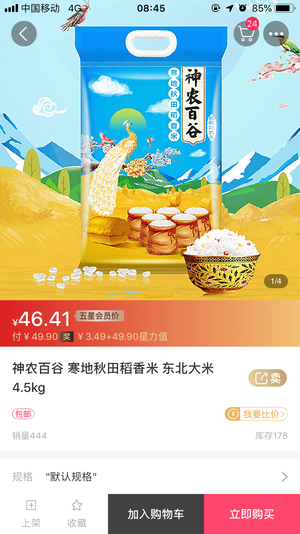 中国移动 4G 08:45 85%
24
神农百谷
寒地秋田稻香米
1/4
¥46.41 五星会员价
付¥49.90 奖 ¥3.49+49.90星力值
神农百谷 寒地秋田稻香米 东北大米
4.5kg
卖
包邮 我要比价>
销量444 库存178
规格 "默认规格"
上架 收藏 加入购物车 立即购买